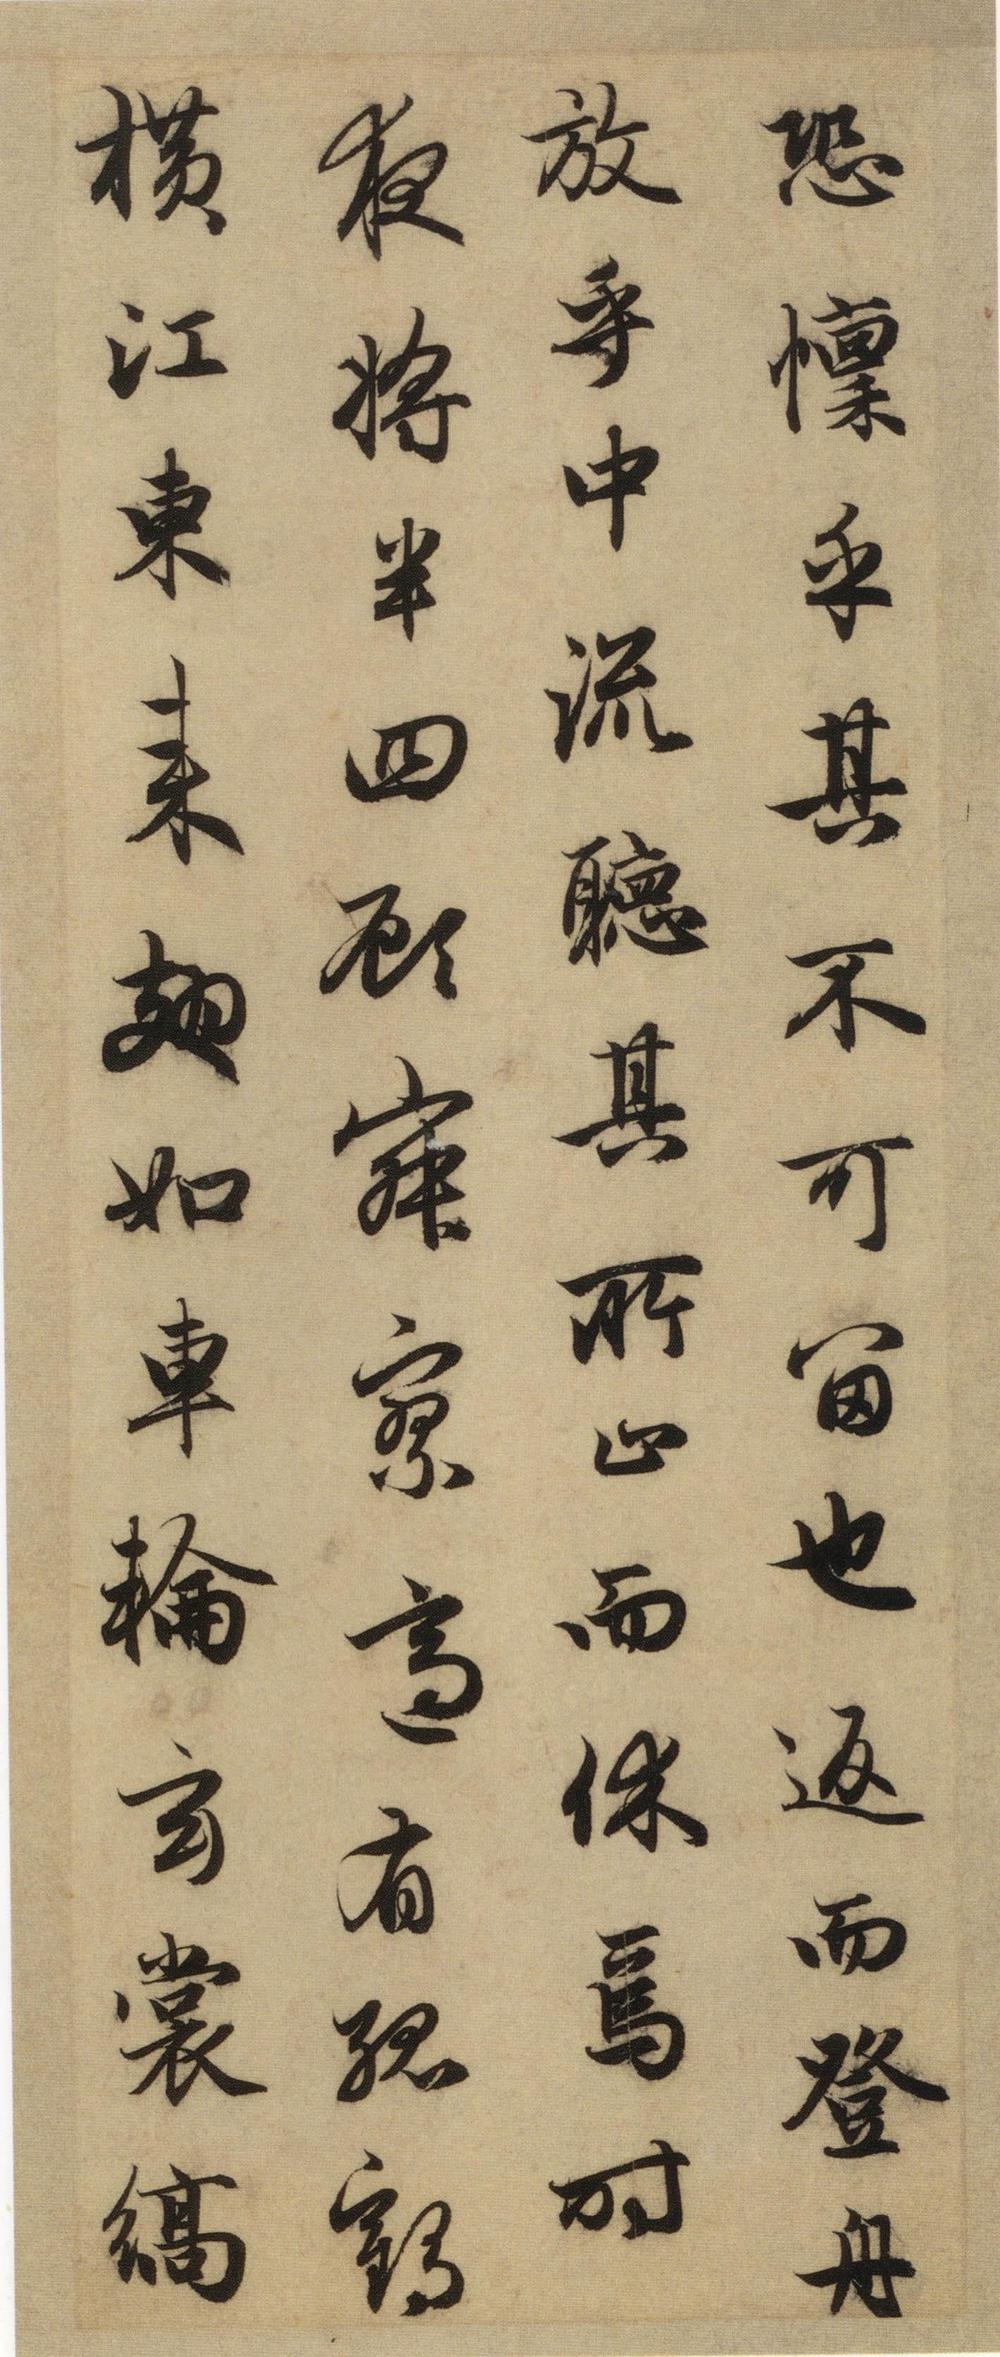 恐懍乎其不可留也返而登舟
放乎中流聽其所止而休焉時
夜將半四顧寂寥適有孤鶴
橫江東來翅如車輪玄裳縞